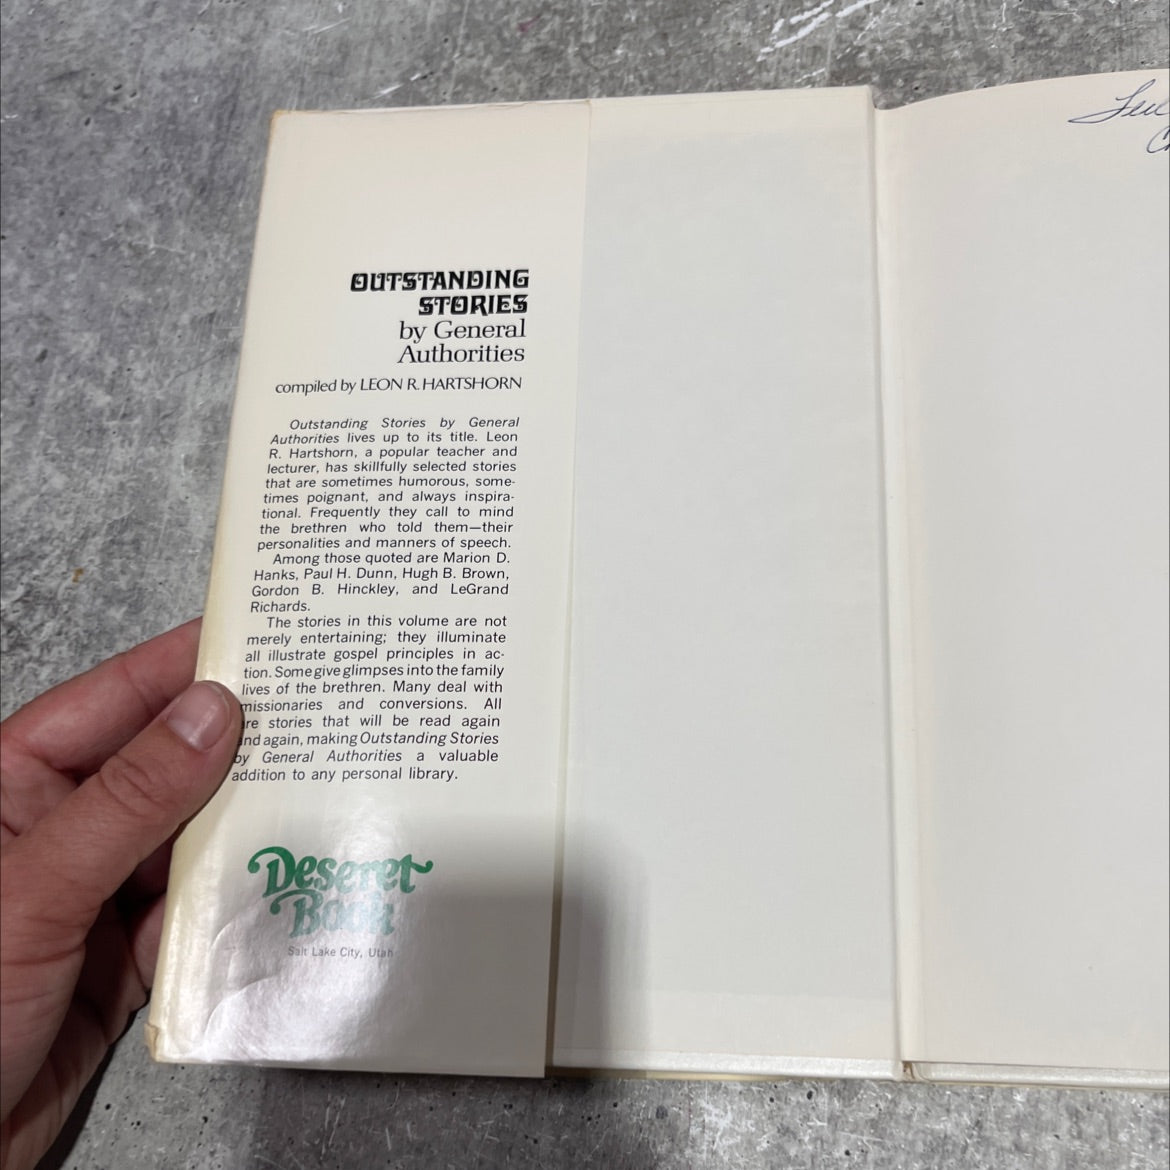 OUTSTANDING
STORIES
by General
Authorities
compiled by LEON R. HARTSHORN
Outstanding Stories by General
Authorities lives up to its title. Leon
R. Hartshorn, a popular teacher and
lecturer, has skillfully selected stories
that are sometimes humorous, some-
times poignant, and always inspira-
tional. Frequently they call to mind
the brethren who told them—their
personalities and manners of speech.
Among those quoted are Marion D.
Hanks, Paul H. Dunn, Hugh B. Brown,
Gordon B. Hinckley, and LeGrand
Richards.
The stories in this volume are not
merely entertaining; they illuminate
all illustrate gospel principles in ac-
tion. Some give glimpses into the family
lives of the brethren. Many deal with
missionaries and conversions. All
are stories that will be read again
and again, making Outstanding Stories
by General Authorities a valuable
addition to any personal library.
Deseret
Book
Salt Lake City, Utah